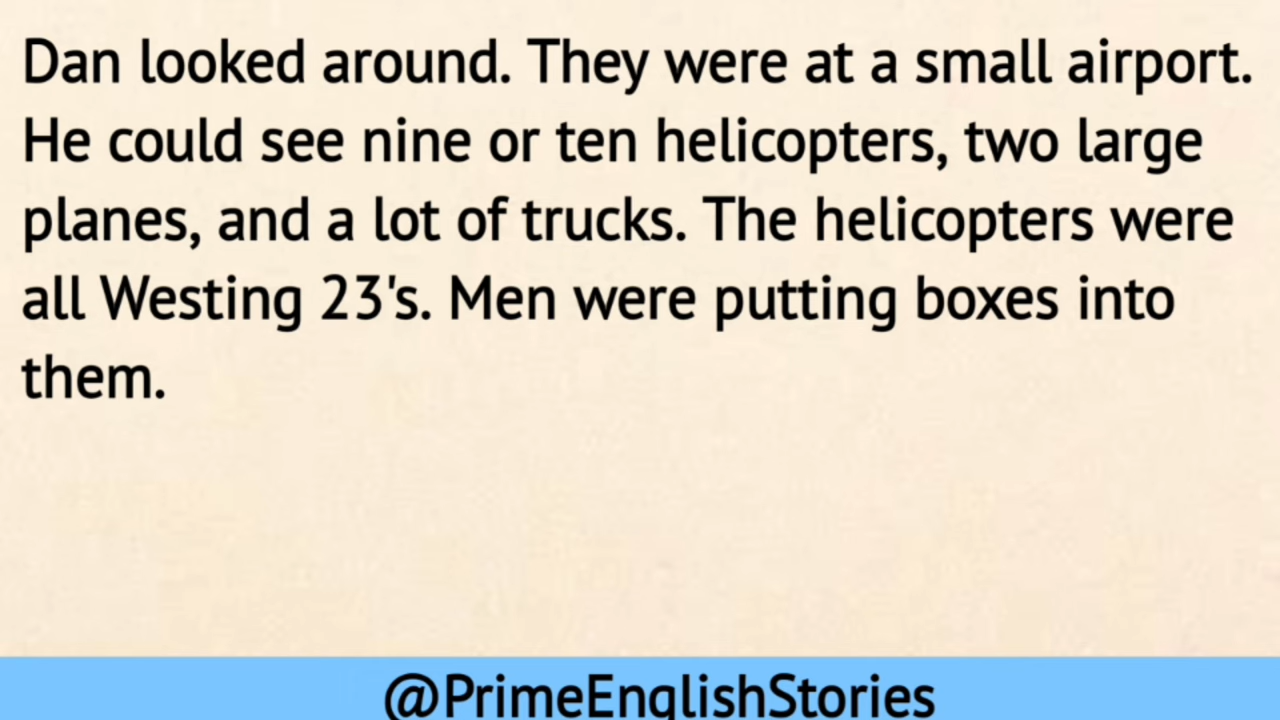 Dan looked around. They were at a small airport.
He could see nine or ten helicopters, two large
planes, and a lot of trucks. The helicopters were
all Westing 23's. Men were putting boxes into
them.
@PrimeEnglishStories